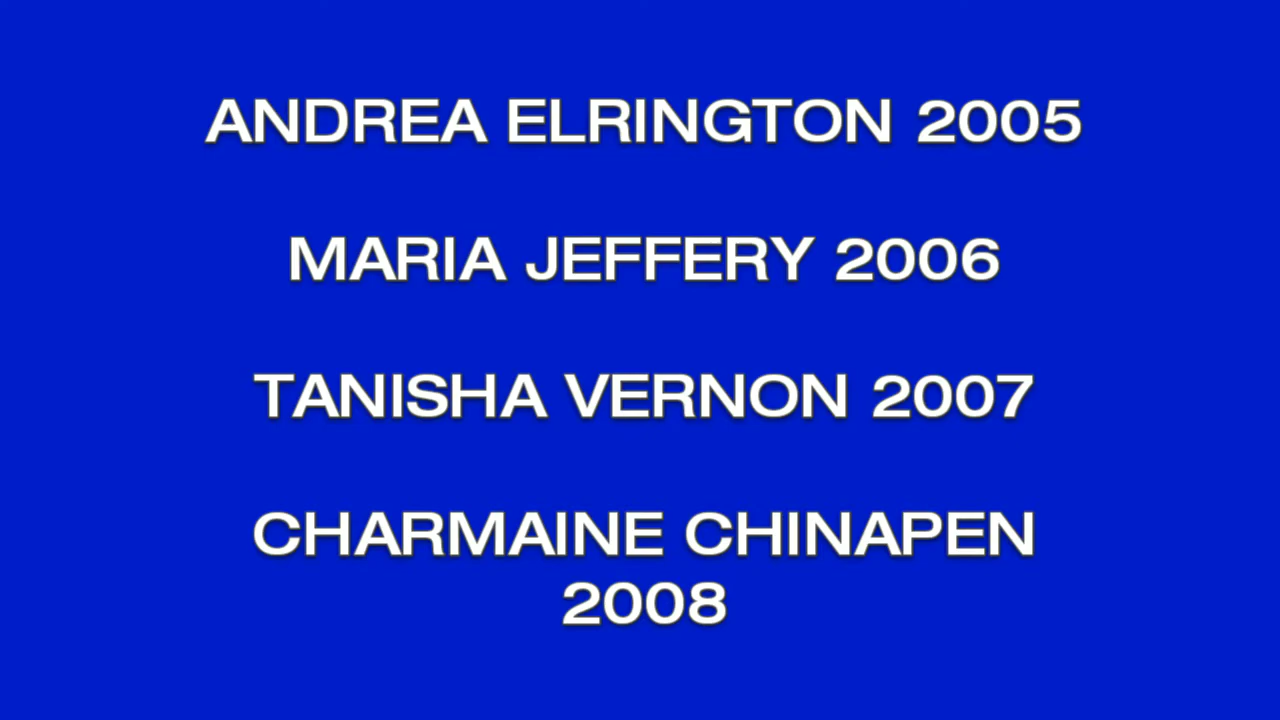 ANDREA ELRINGTON 2005
MARIA JEFFERY 2006
TANISHA VERNON 2007
CHARMAINE CHINAPEN
2008